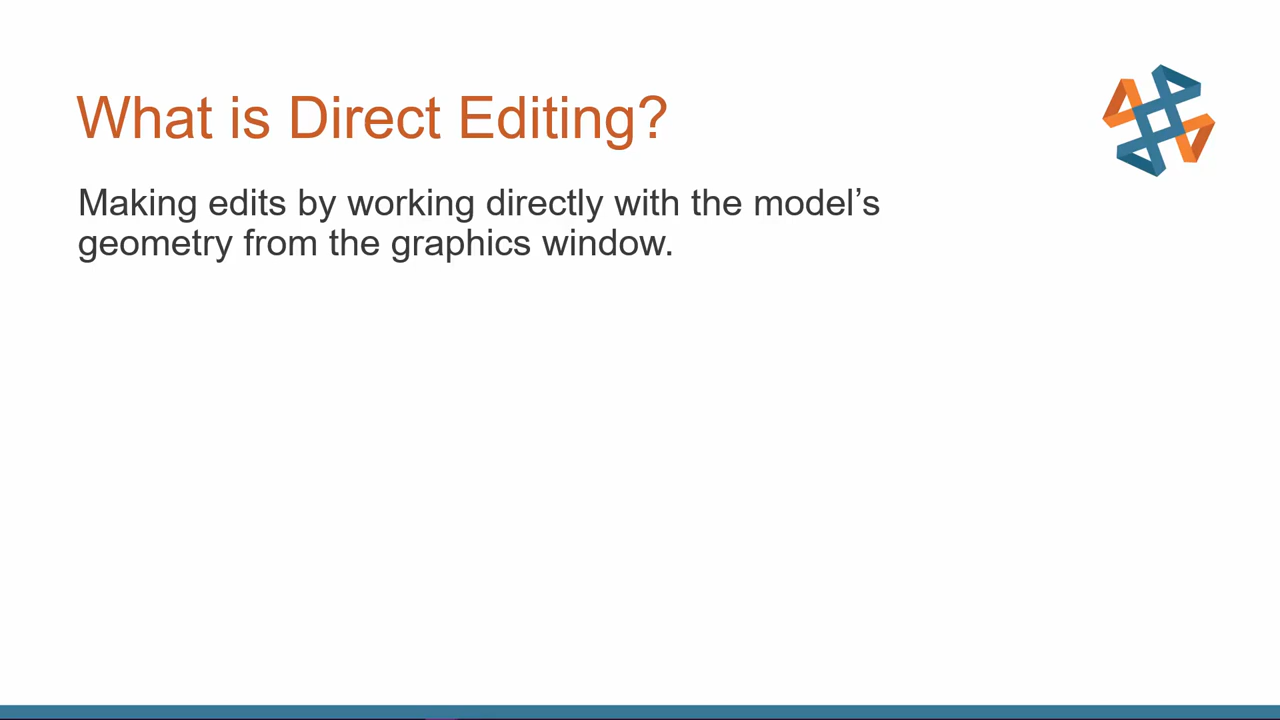 What is Direct Editing?
Making edits by working directly with the model’s
geometry from the graphics window.